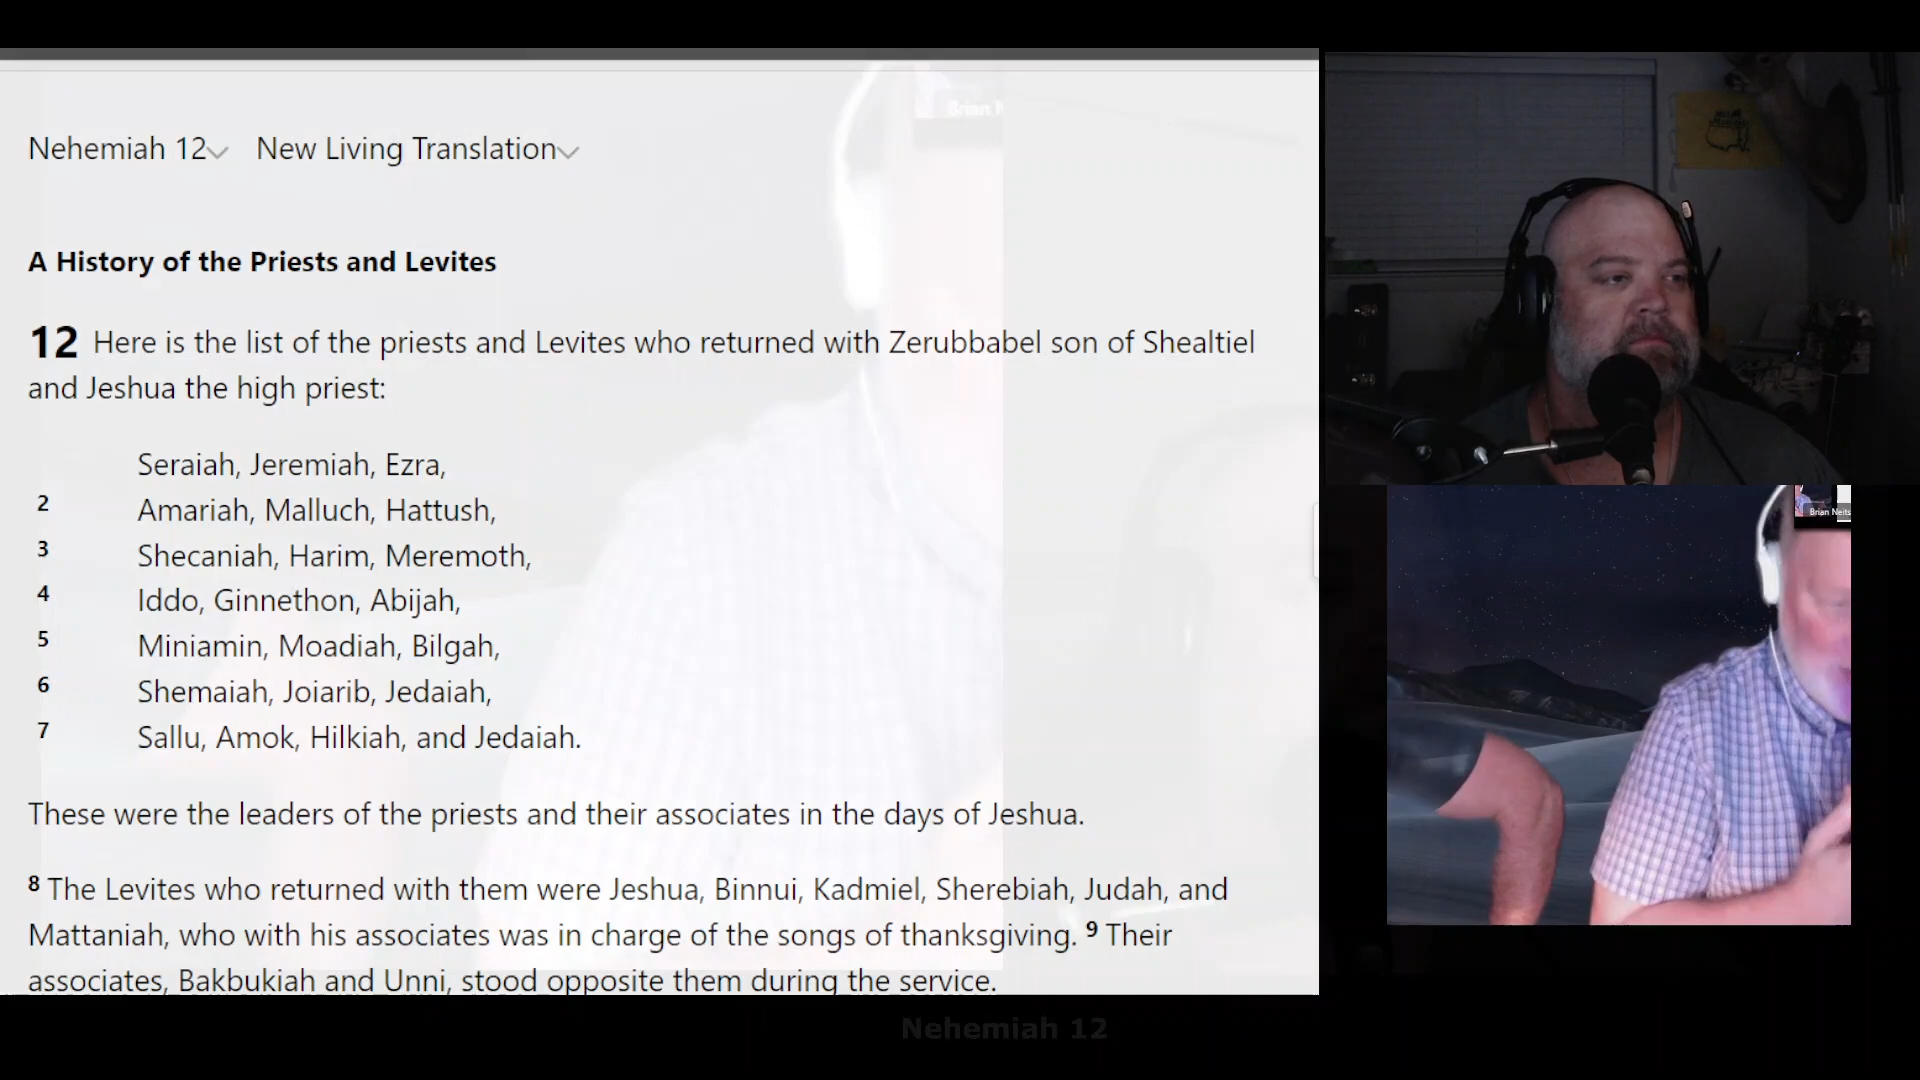 Brian N
Nehemiah 12 New Living Translation
A History of the Priests and Levites
12 Here is the list of the priests and Levites who returned with Zerubbabel son of Shealtiel
and Jeshua the high priest:
Seraiah, Jeremiah, Ezra,
2 Amariah, Malluch, Hattush,
3 Shecaniah, Harim, Meremoth,
4 Iddo, Ginnethon, Abijah,
5 Miniamin, Moadiah, Bilgah,
6 Shemaiah, Joiarib, Jedaiah,
7 Sallu, Amok, Hilkiah, and Jedaiah.
These were the leaders of the priests and their associates in the days of Jeshua.
8 The Levites who returned with them were Jeshua, Binnui, Kadmiel, Sherebiah, Judah, and
Mattaniah, who with his associates was in charge of the songs of thanksgiving. 9 Their
associates, Bakbukiah and Unni, stood opposite them during the service.
Brian Neits
Nehemiah 12